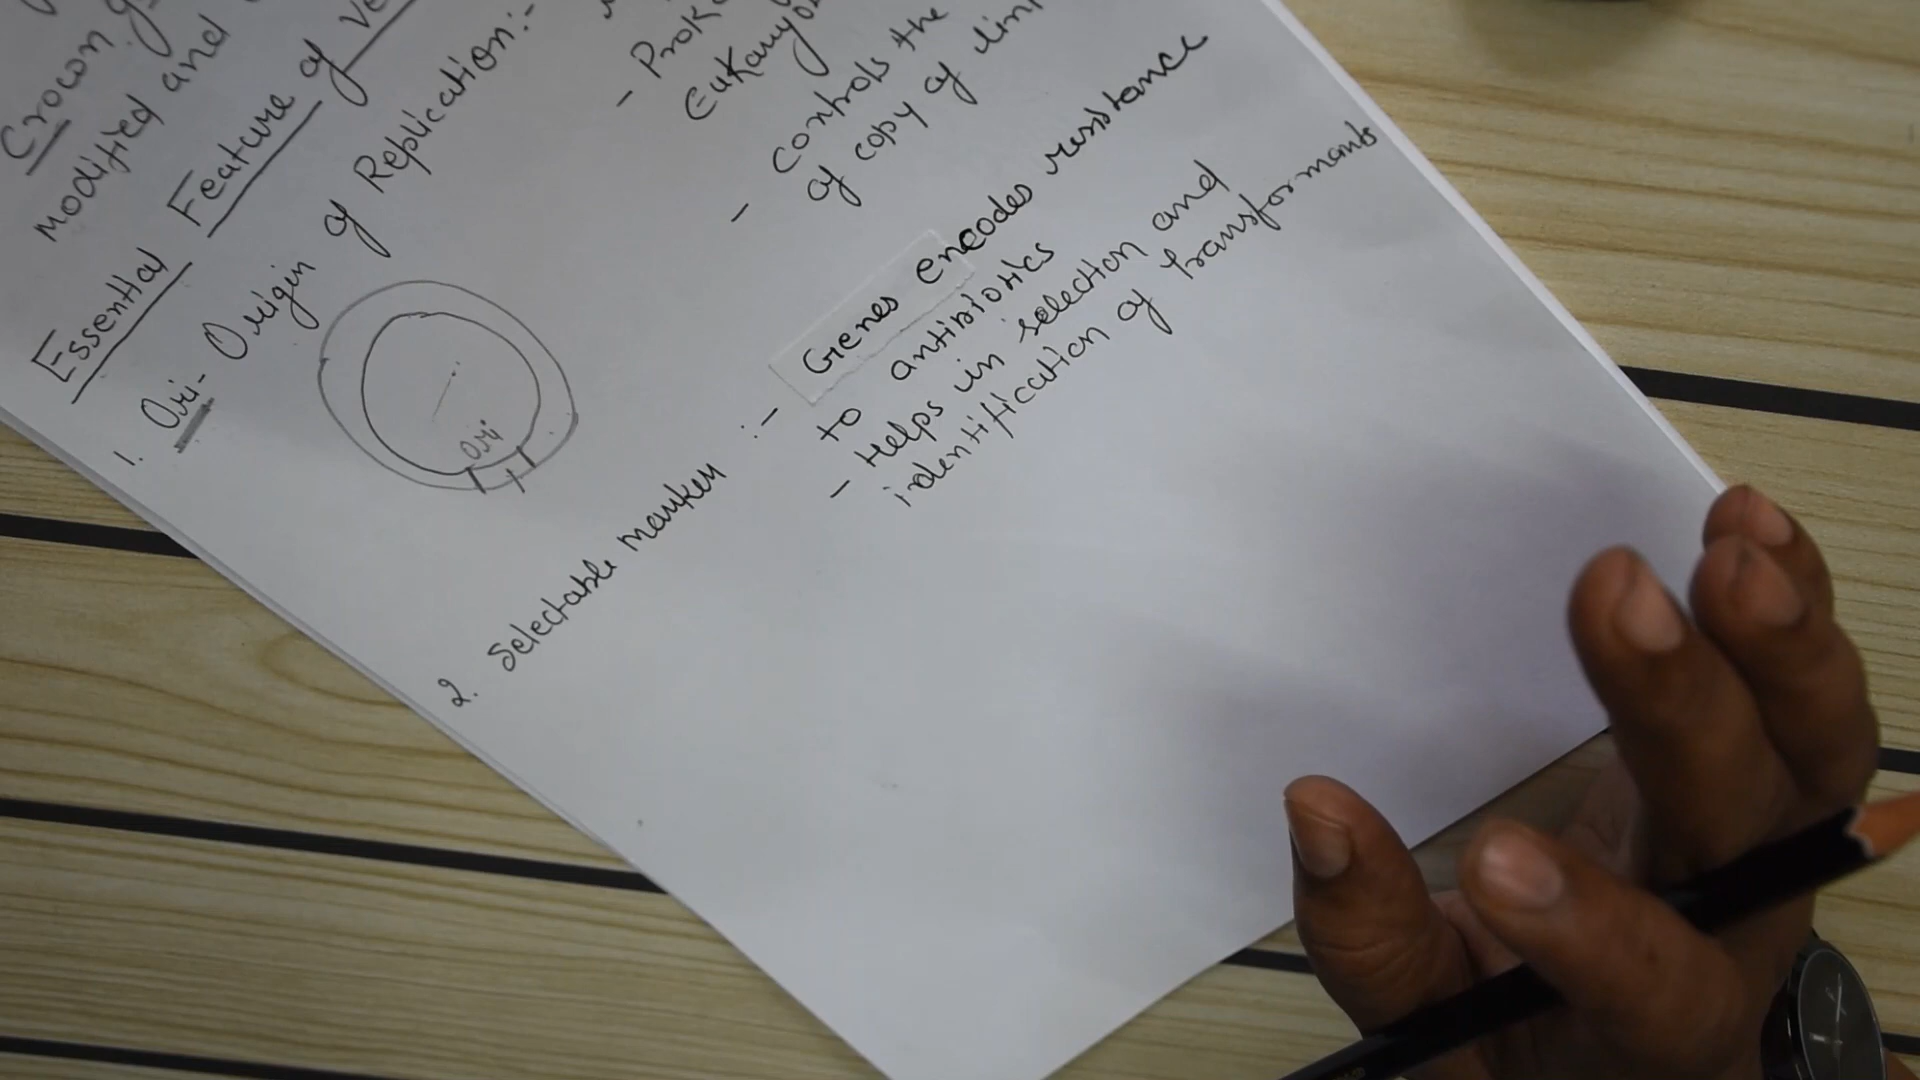 Crown
modified and
Essential Feature of
1. Ori- Origin of Replication:-
Ori
-
Eukaryo
- Controls the
of copy of
2. Selectable marker :- Genes encodes resistance
to antibiotics
- Helps in selection and
identification of transformants